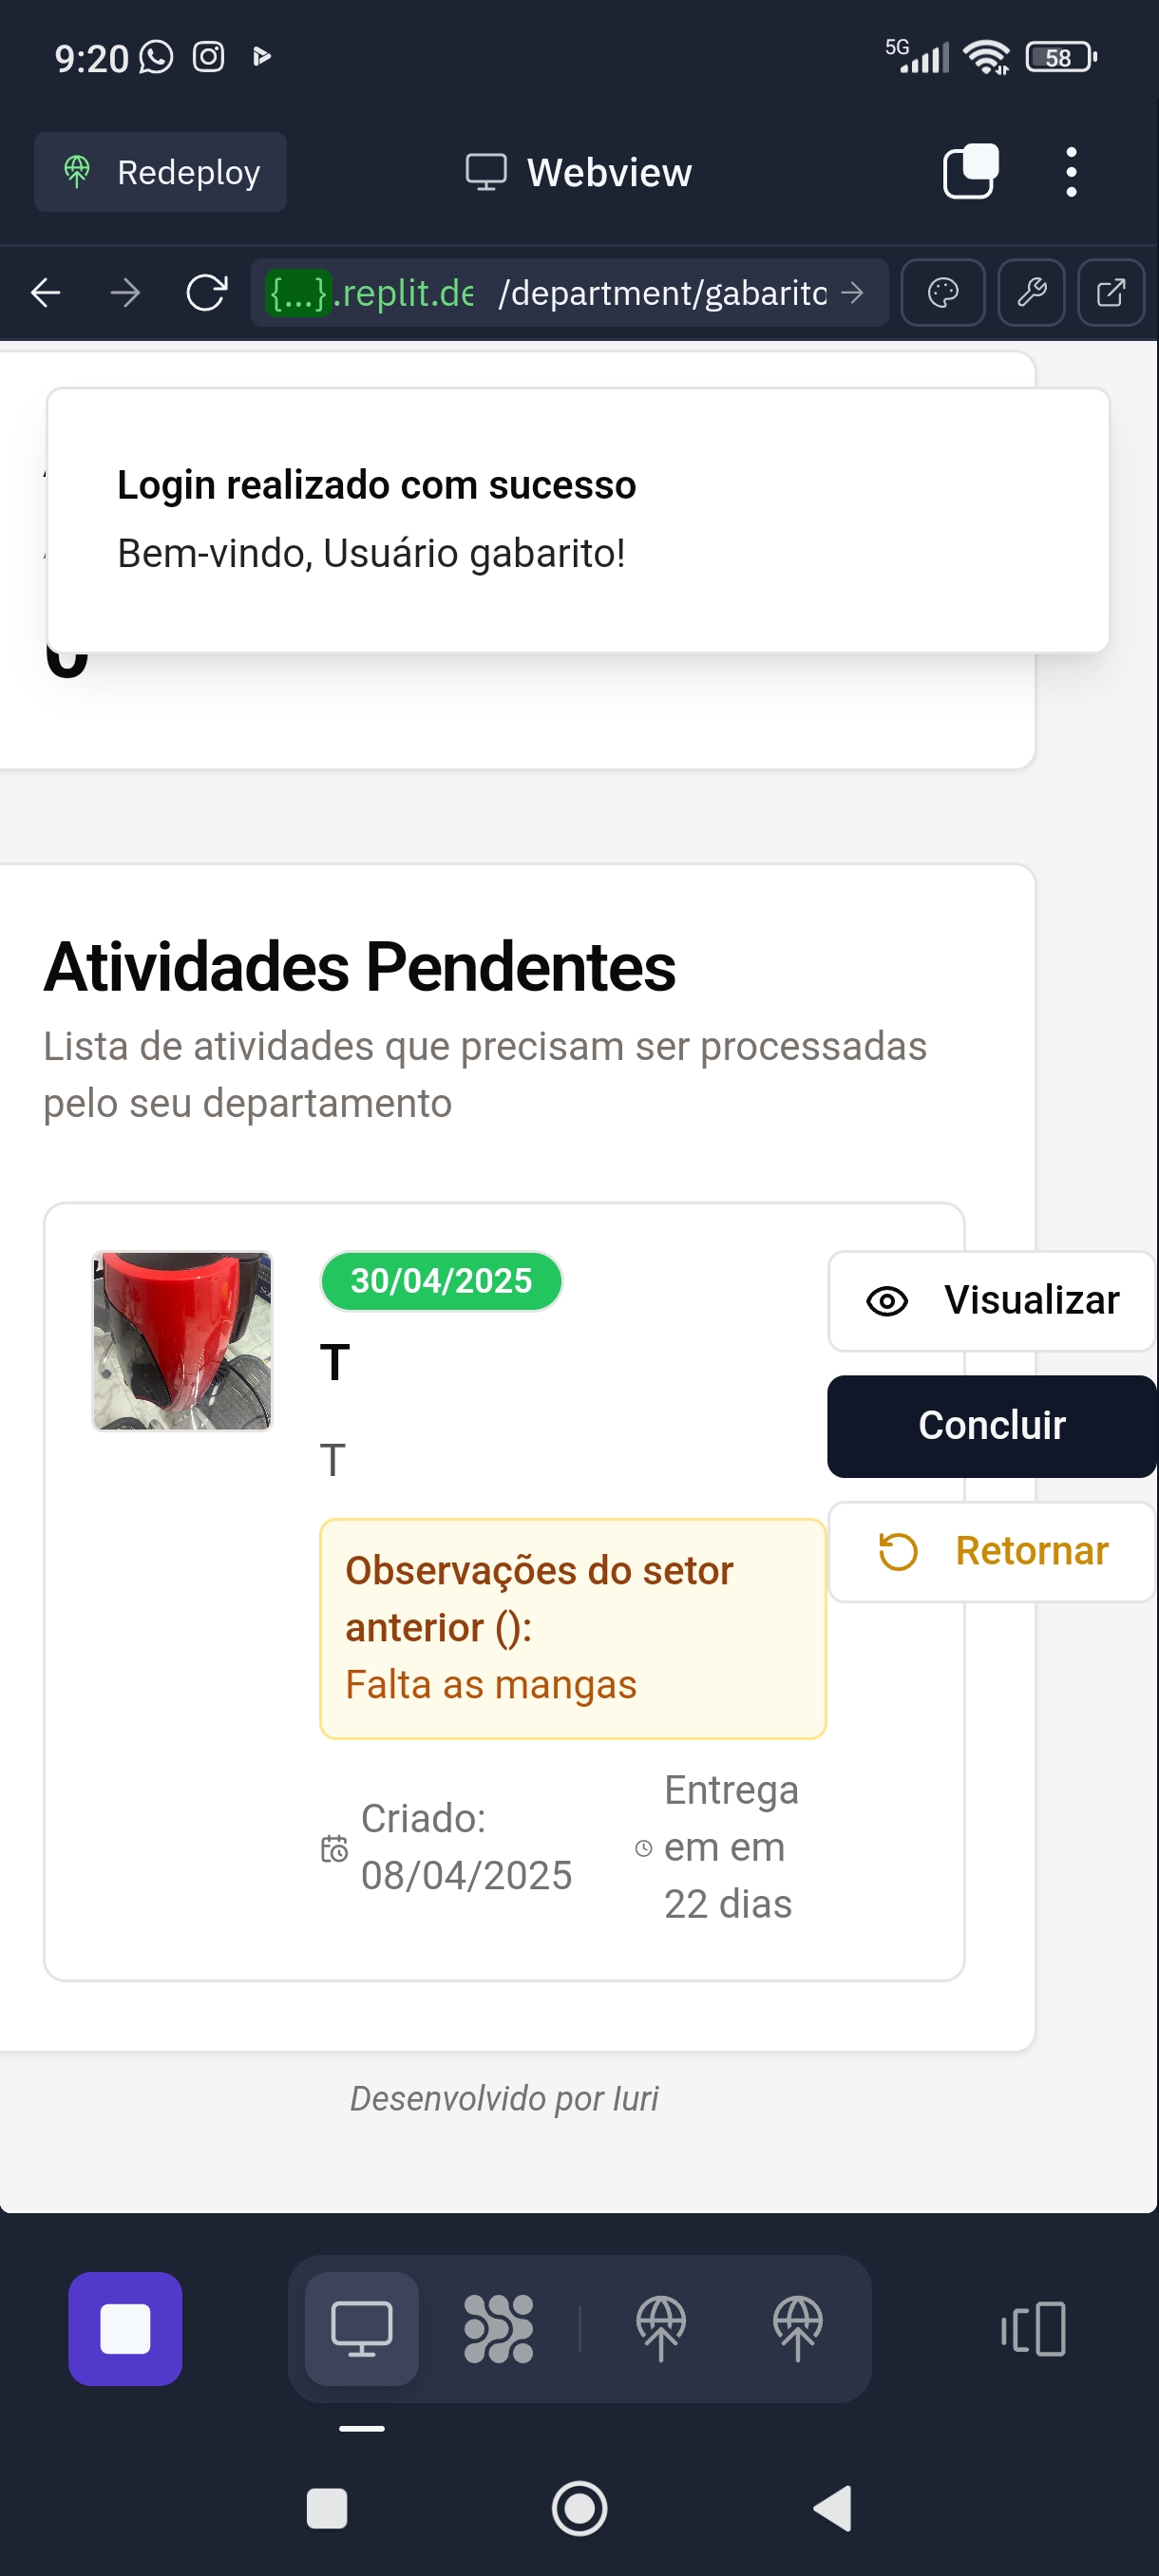 9:20
5G
58
Redeploy
Webview
{...}.replit.de /department/gabarito
Login realizado com sucesso
Bem-vindo, Usuário gabarito!
Atividades Pendentes
Lista de atividades que precisam ser processadas
pelo seu departamento
30/04/2025
T
T
Visualizar
Concluir
Retornar
Observações do setor
anterior ():
Falta as mangas
Criado:
08/04/2025
Entrega
em em
22 dias
Desenvolvido por Iuri